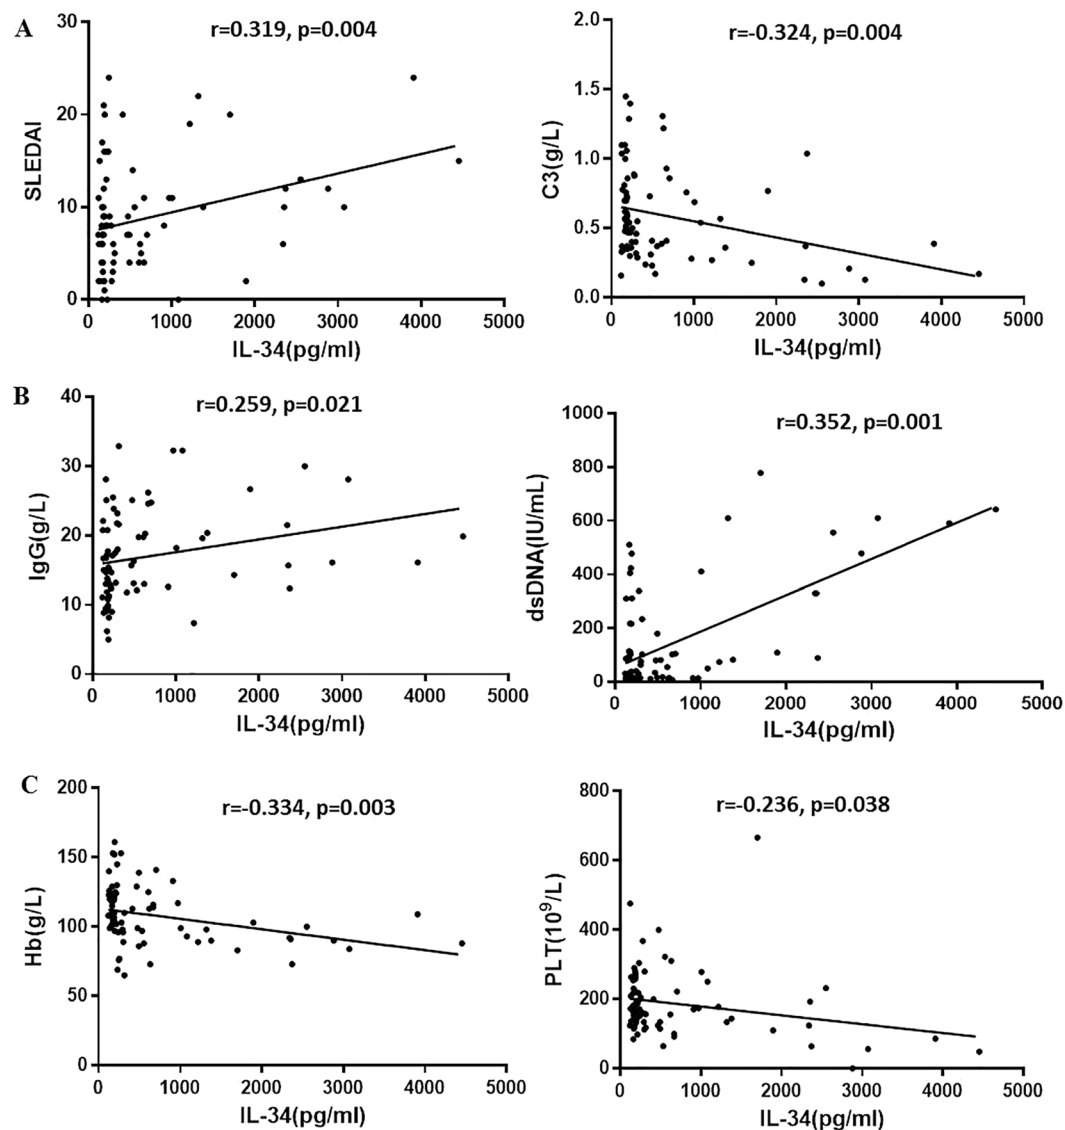 A
r=0.319, p=0.004
SLEDAI
30
20
10
0
0 1000 2000 3000 4000 5000
IL-34(pg/ml)
r=-0.324, p=0.004
C3(g/L)
2.0
1.5
1.0
0.5
0.0
0 1000 2000 3000 4000 5000
IL-34(pg/ml)
B
r=0.259, p=0.021
IgG(g/L)
40
30
20
10
0
0 1000 2000 3000 4000 5000
IL-34(pg/ml)
r=0.352, p=0.001
dsDNA(IU/mL)
1000
800
600
400
200
0
0 1000 2000 3000 4000 5000
IL-34(pg/ml)
C
r=-0.334, p=0.003
Hb(g/L)
200
150
100
50
0
0 1000 2000 3000 4000 5000
IL-34(pg/ml)
r=-0.236, p=0.038
PLT(10⁹/L)
800
600
400
200
0
0 1000 2000 3000 4000 5000
IL-34(pg/ml)